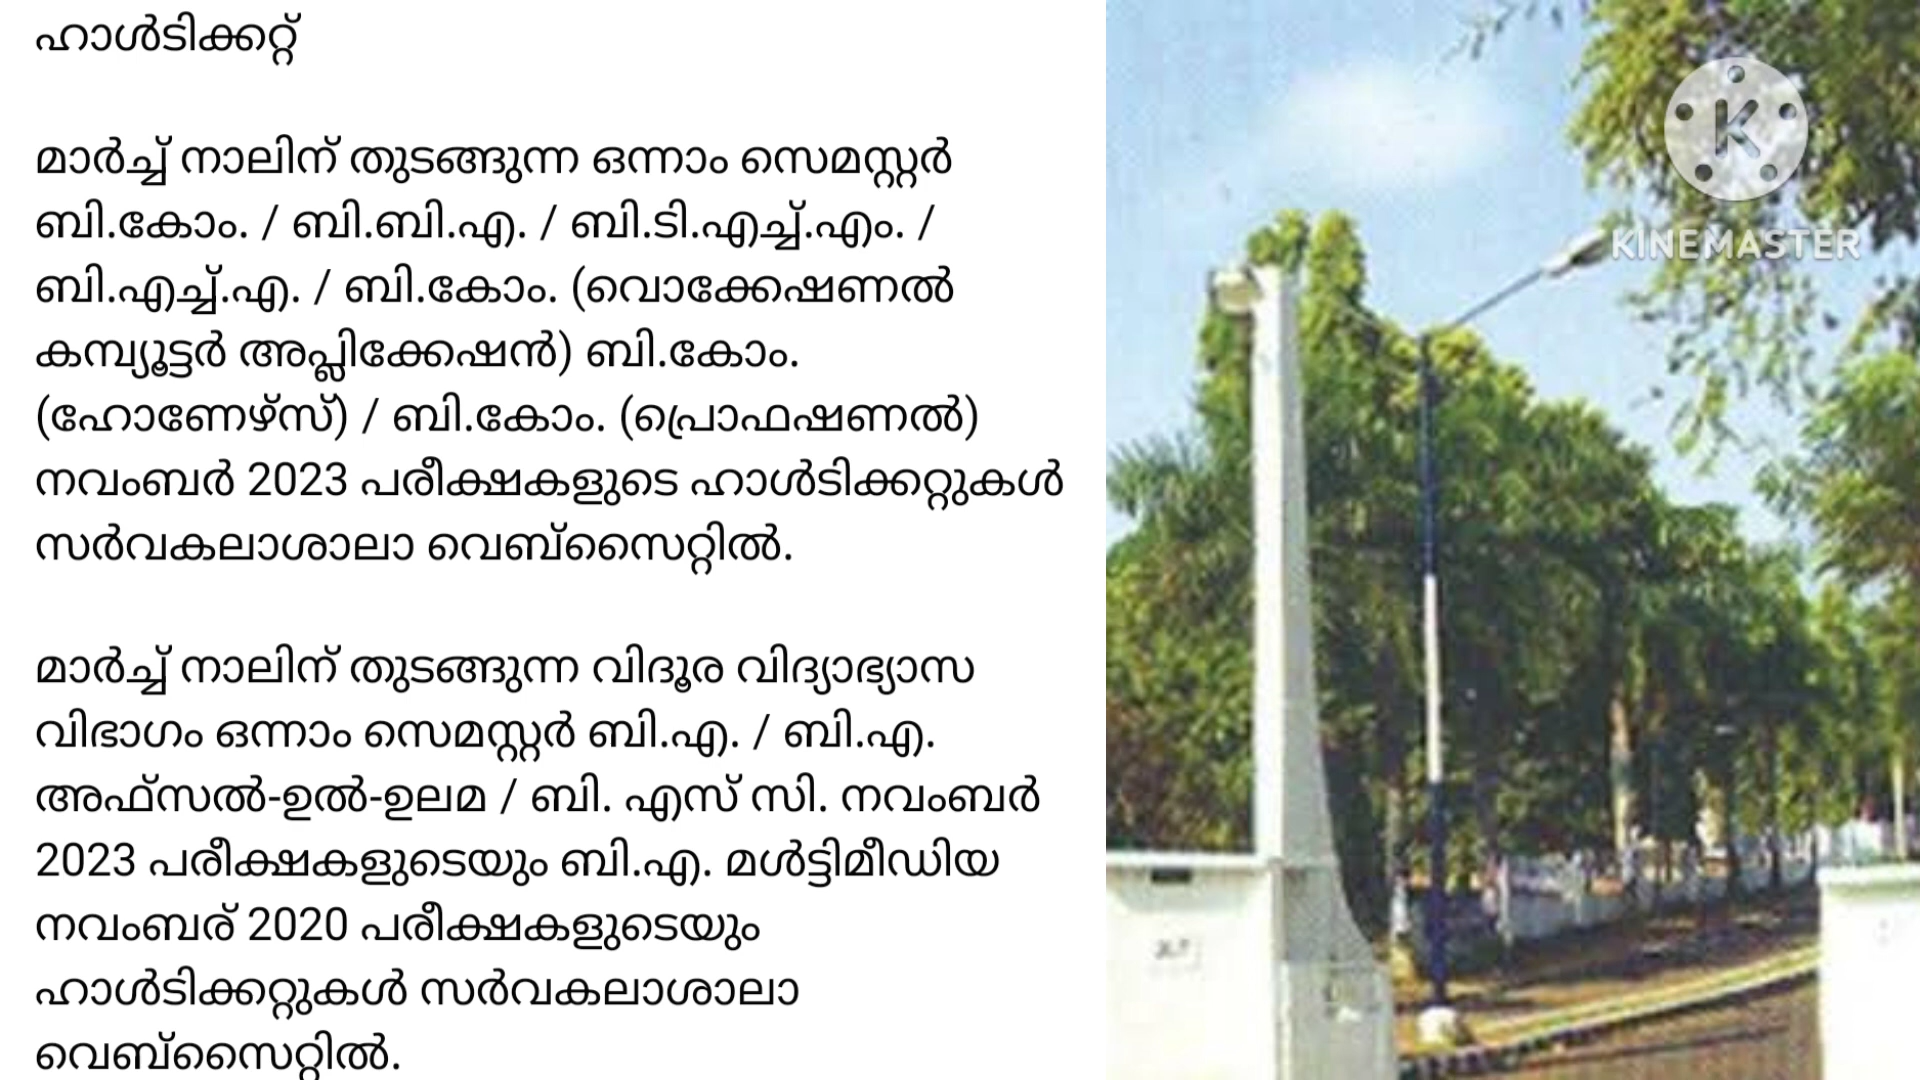 ഹാൾടിക്കറ്റ്
മാർച്ച് നാലിന് തുടങ്ങുന്ന ഒന്നാം സെമസ്റ്റർ
ബി.കോം. / ബി.ബി.എ. / ബി.ടി.എച്ച്.എം. /
ബി.എച്ച്.എ. / ബി.കോം. (വൊക്കേഷണൽ
കമ്പ്യൂട്ടർ അപ്ലിക്കേഷൻ) ബി.കോം.
(ഹോണേഴ്സ്) / ബി.കോം. (പ്രൊഫഷണൽ)
നവംബർ 2023 പരീക്ഷകളുടെ ഹാൾടിക്കറ്റുകൾ
സർവകലാശാലാ വെബ്സൈറ്റിൽ.
മാർച്ച് നാലിന് തുടങ്ങുന്ന വിദൂര വിദ്യാഭ്യാസ
വിഭാഗം ഒന്നാം സെമസ്റ്റർ ബി.എ. / ബി.എ.
അഫ്സൽ-ഉൽ-ഉലമ / ബി. എസ് സി. നവംബർ
2023 പരീക്ഷകളുടെയും ബി.എ. മൾട്ടിമീഡിയ
നവംബര് 2020 പരീക്ഷകളുടെയും
ഹാൾടിക്കറ്റുകൾ സർവകലാശാലാ
വെബ്സൈറ്റിൽ.
K
KINEMASTER